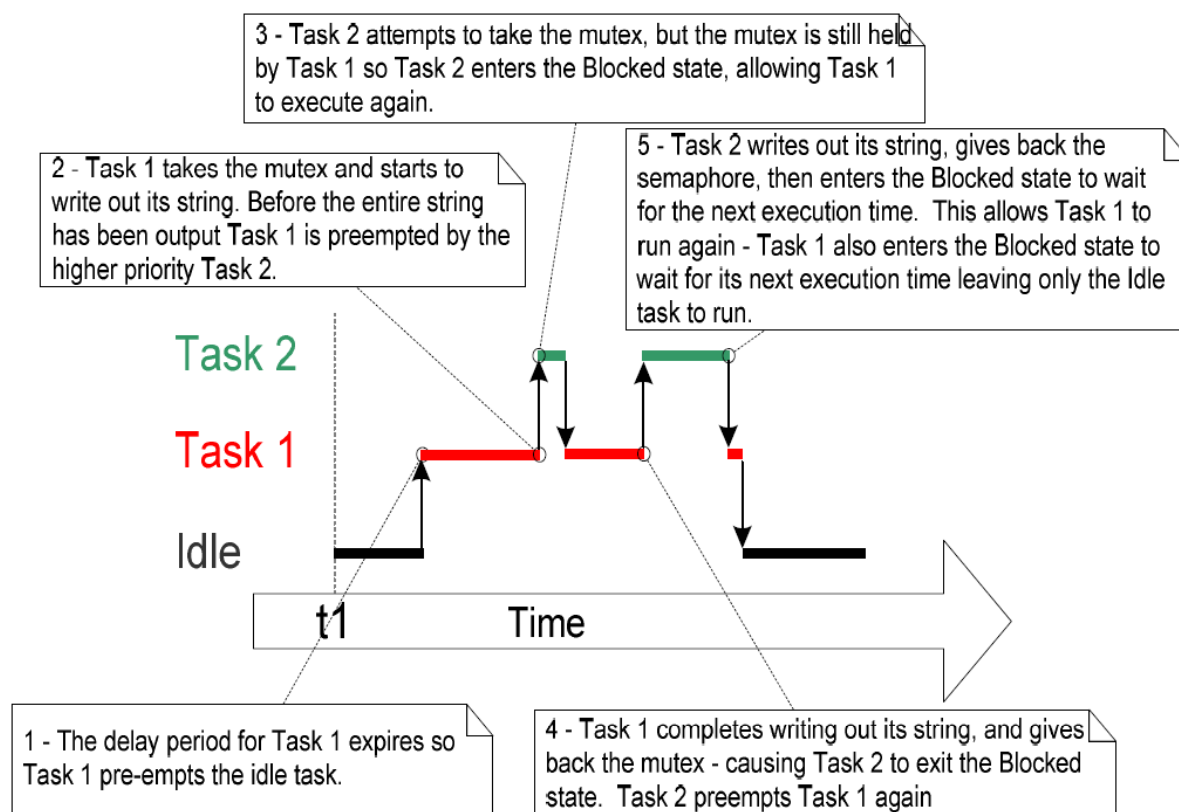 3 - Task 2 attempts to take the mutex, but the mutex is still held
by Task 1 so Task 2 enters the Blocked state, allowing Task 1
to execute again.
2 - Task 1 takes the mutex and starts to
write out its string. Before the entire string
has been output Task 1 is preempted by the
higher priority Task 2.
5 - Task 2 writes out its string, gives back the
semaphore, then enters the Blocked state to wait
for the next execution time.  This allows Task 1 to
run again - Task 1 also enters the Blocked state to
wait for its next execution time leaving only the Idle
task to run.
Task 2
Task 1
Idle
t1
Time
1 - The delay period for Task 1 expires so
Task 1 pre-empts the idle task.
4 - Task 1 completes writing out its string, and gives
back the mutex - causing Task 2 to exit the Blocked
state.  Task 2 preempts Task 1 again